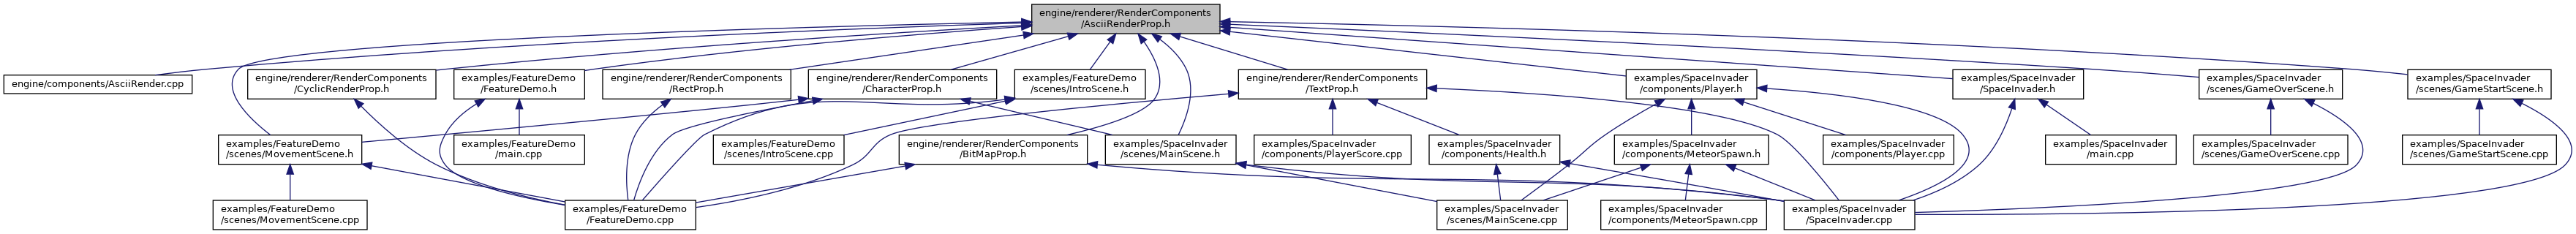 engine/renderer/RenderComponents
/AsciiRenderProp.h
engine/components/AsciiRender.cpp
engine/renderer/RenderComponents
/CyclicRenderProp.h
examples/FeatureDemo
/FeatureDemo.h
engine/renderer/RenderComponents
/RectProp.h
engine/renderer/RenderComponents
/CharacterProp.h
examples/FeatureDemo
/scenes/IntroScene.h
engine/renderer/RenderComponents
/TextProp.h
examples/SpaceInvader
/components/Player.h
examples/SpaceInvader
/SpaceInvader.h
examples/SpaceInvader
/scenes/GameOverScene.h
examples/SpaceInvader
/scenes/GameStartScene.h
examples/FeatureDemo
/scenes/MovementScene.h
examples/FeatureDemo
/main.cpp
examples/FeatureDemo
/scenes/IntroScene.cpp
engine/renderer/RenderComponents
/BitMapProp.h
examples/SpaceInvader
/scenes/MainScene.h
examples/SpaceInvader
/components/PlayerScore.cpp
examples/SpaceInvader
/components/Health.h
examples/SpaceInvader
/components/MeteorSpawn.h
examples/SpaceInvader
/components/Player.cpp
examples/SpaceInvader
/main.cpp
examples/SpaceInvader
/scenes/GameOverScene.cpp
examples/SpaceInvader
/scenes/GameStartScene.cpp
examples/FeatureDemo
/scenes/MovementScene.cpp
examples/FeatureDemo
/FeatureDemo.cpp
examples/SpaceInvader
/scenes/MainScene.cpp
examples/SpaceInvader
/components/MeteorSpawn.cpp
examples/SpaceInvader
/SpaceInvader.cpp